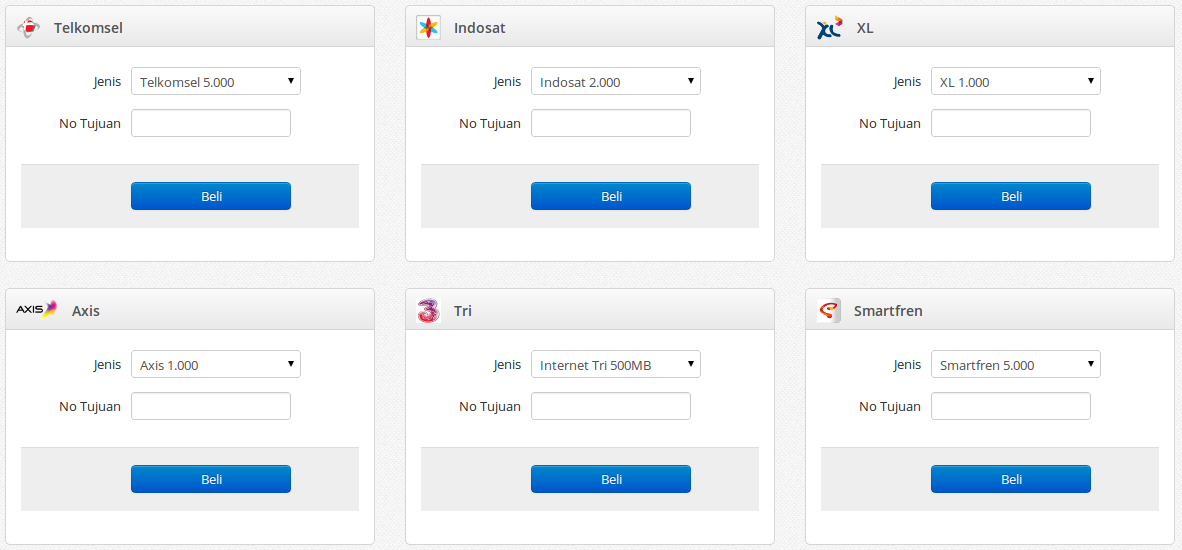 Telkomsel
Jenis Telkomsel 5.000
No Tujuan
Beli
Indosat
Jenis Indosat 2.000
No Tujuan
Beli
XL XL
Jenis XL 1.000
No Tujuan
Beli
AXIS Axis
Jenis Axis 1.000
No Tujuan
Beli
3 Tri
Jenis Internet Tri 500MB
No Tujuan
Beli
Smartfren
Jenis Smartfren 5.000
No Tujuan
Beli